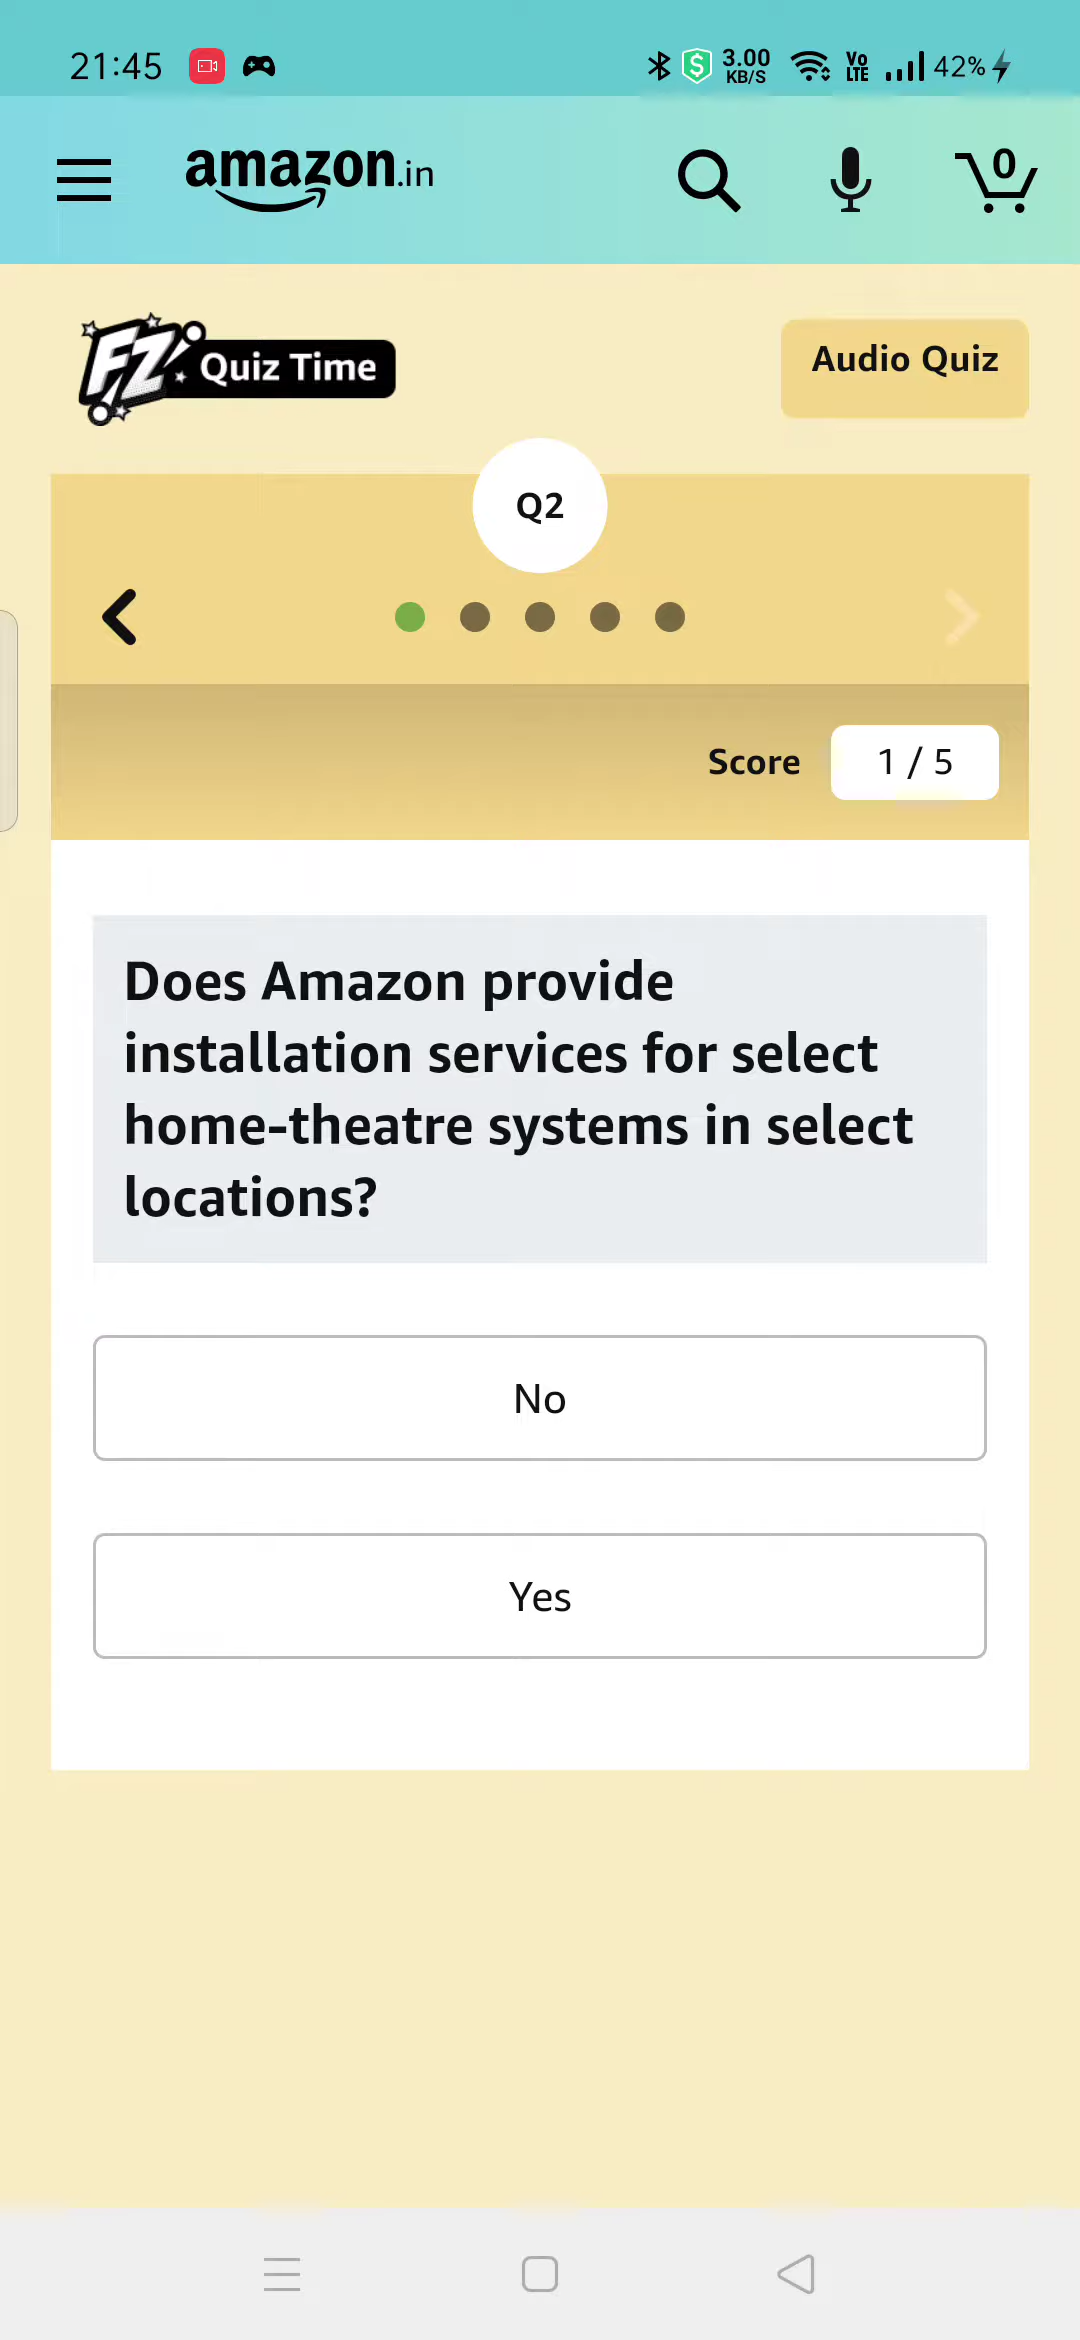 21:45
3.00 KB/S Vo LTE 42%
amazon.in
0
FZ Quiz Time
Audio Quiz
Q2
Score 1 / 5
Does Amazon provide
installation services for select
home-theatre systems in select
locations?
No
Yes